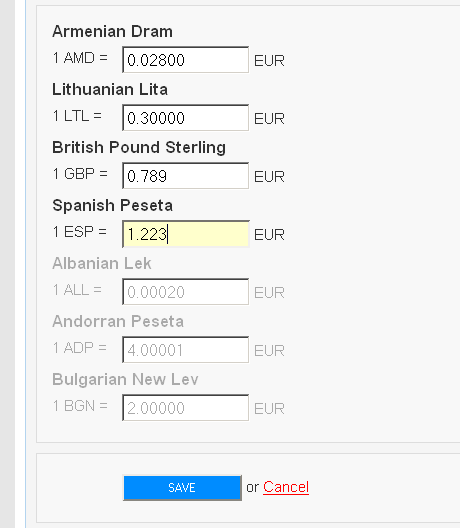 Armenian Dram
1 AMD = 0.02800 EUR
Lithuanian Lita
1 LTL = 0.30000 EUR
British Pound Sterling
1 GBP = 0.789 EUR
Spanish Peseta
1 ESP = 1.223 EUR
Albanian Lek
1 ALL = 0.00020 EUR
Andorran Peseta
1 ADP = 4.00001 EUR
Bulgarian New Lev
1 BGN = 2.00000 EUR
SAVE or Cancel